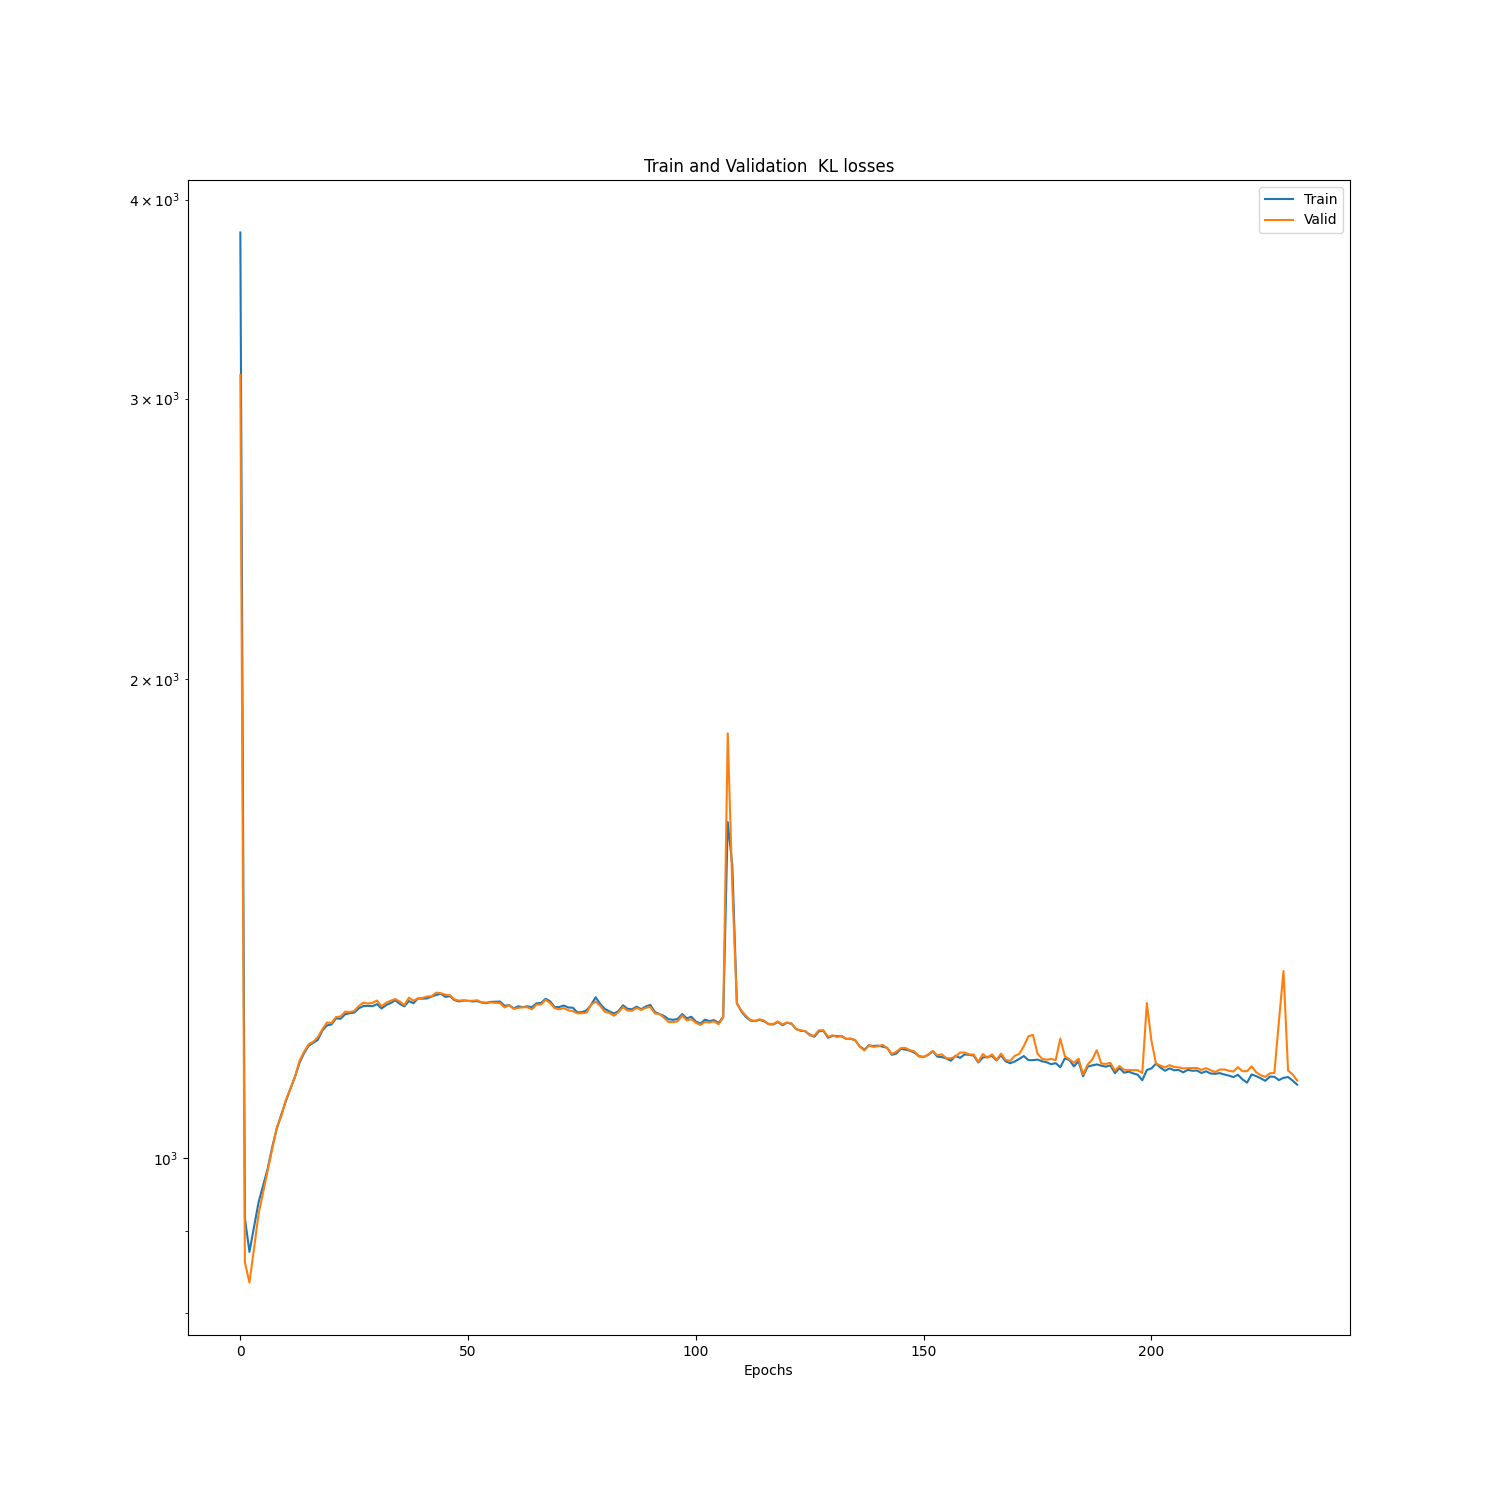 Train and Validation  KL losses
Train
Valid
4 × 10³
3 × 10³
2 × 10³
10³
0 50 100 150 200
Epochs